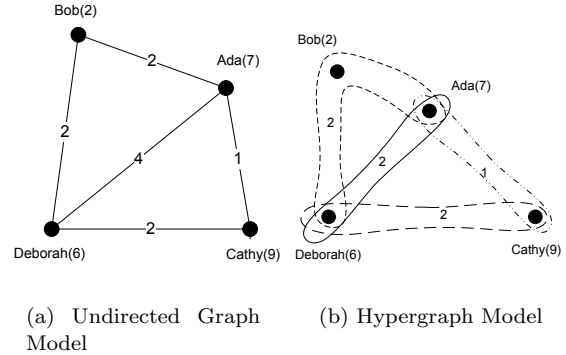 Bob(2)
2
Ada(7)
2
4
1
2
Deborah(6)
Cathy(9)
Bob(2)
Ada(7)
2
2
1
2
Deborah(6)
Cathy(9)
(a) Undirected Graph
Model
(b) Hypergraph Model